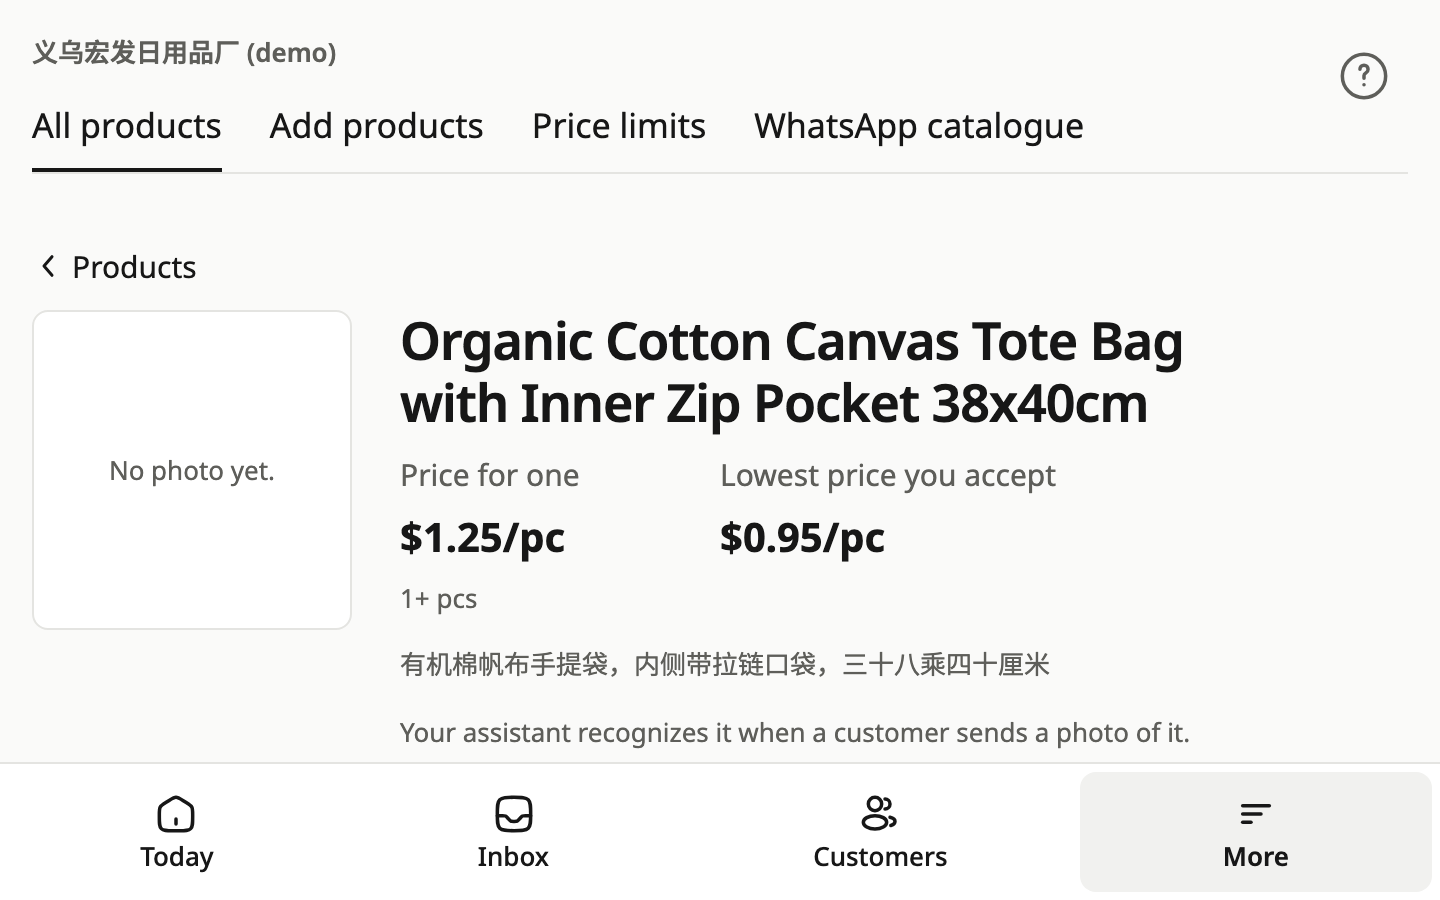 义乌宏发日用品厂 (demo)
All products
Add products
Price limits
WhatsApp catalogue
Products
No photo yet.
Organic Cotton Canvas Tote Bag
with Inner Zip Pocket 38x40cm
Price for one
Lowest price you accept
$1.25/pc
$0.95/pc
1+ pcs
有机棉帆布手提袋，内侧带拉链口袋，三十八乘四十厘米
Your assistant recognizes it when a customer sends a photo of it.
Today
Inbox
Customers
More